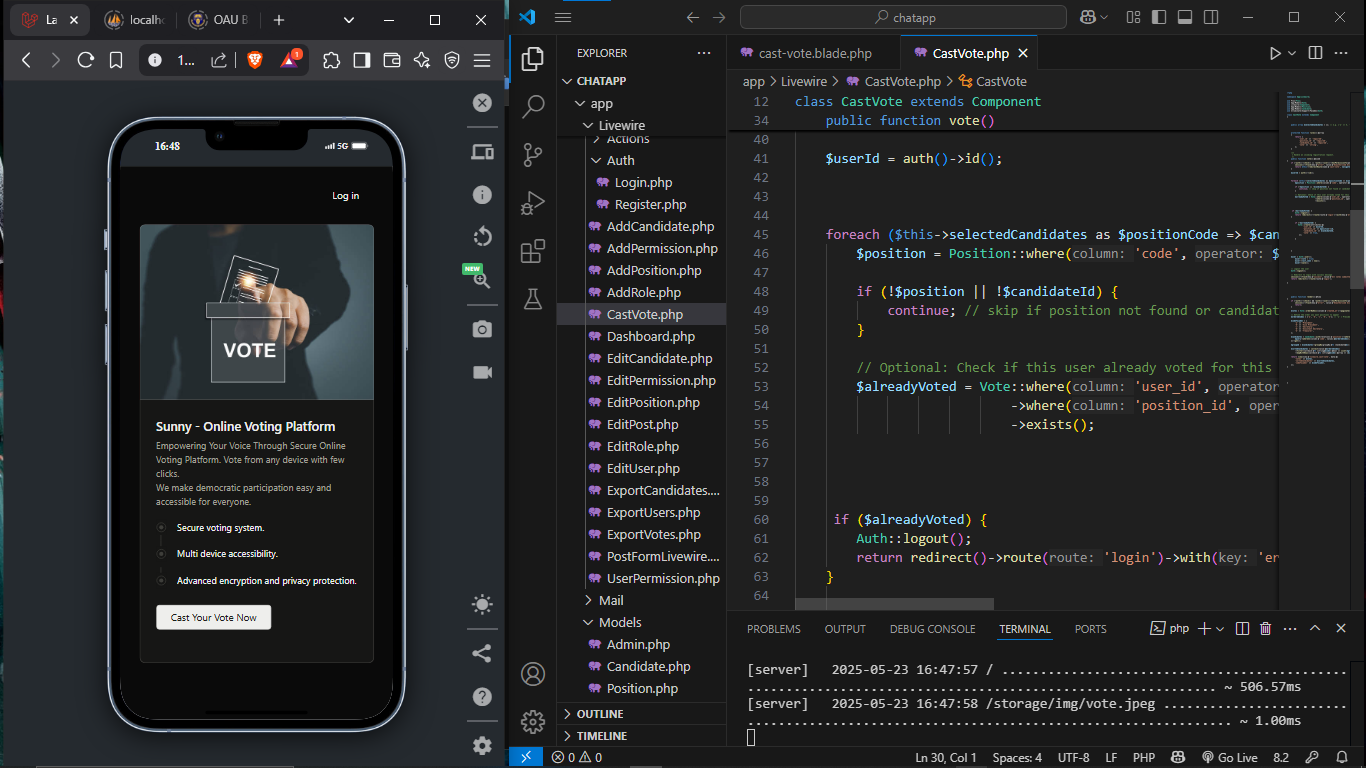 La
localh
OAU B
1...
1
16:48
5G
Log in
VOTE
Sunny - Online Voting Platform
Empowering Your Voice Through Secure Online
Voting Platform. Vote from any device with few
clicks.
We make democratic participation easy and
accessible for everyone.
Secure voting system.
Multi device accessibility.
Advanced encryption and privacy protection.
Cast Your Vote Now
NEW
chatapp
EXPLORER
CHATAPP
app
Livewire
Actions
Auth
Login.php
Register.php
AddCandidate.php
AddPermission.php
AddPosition.php
AddRole.php
CastVote.php
Dashboard.php
EditCandidate.php
EditPermission.php
EditPosition.php
EditPost.php
EditRole.php
EditUser.php
ExportCandidates....
ExportUsers.php
ExportVotes.php
PostFormLivewire....
UserPermission.php
Mail
Models
Admin.php
Candidate.php
Position.php
OUTLINE
TIMELINE
cast-vote.blade.php
CastVote.php
app > Livewire > CastVote.php > CastVote
12 class CastVote extends Component
34 public function vote()
40
41 $userId = auth()->id();
42
43
44
45 foreach ($this->selectedCandidates as $positionCode => $can
46 $position = Position::where(column: 'code', operator: $
47
48 if (!$position || !$candidateId) {
49 continue; // skip if position not found or candidat
50 }
51
52 // Optional: Check if this user already voted for this
53 $alreadyVoted = Vote::where(column: 'user_id', operator
54 ->where(column: 'position_id', oper
55 ->exists();
56
57
58
59
60 if ($alreadyVoted) {
61 Auth::logout();
62 return redirect()->route(route: 'login')->with(key: 'er
63 }
64
PROBLEMS OUTPUT DEBUG CONSOLE TERMINAL PORTS
php
[server] 2025-05-23 16:47:57 / ............................................
............................................................ ~ 506.57ms
[server] 2025-05-23 16:47:58 /storage/img/vote.jpeg ........................
.............................................................. ~ 1.00ms
0 0
Ln 30, Col 1 Spaces: 4 UTF-8 LF PHP Go Live 8.2